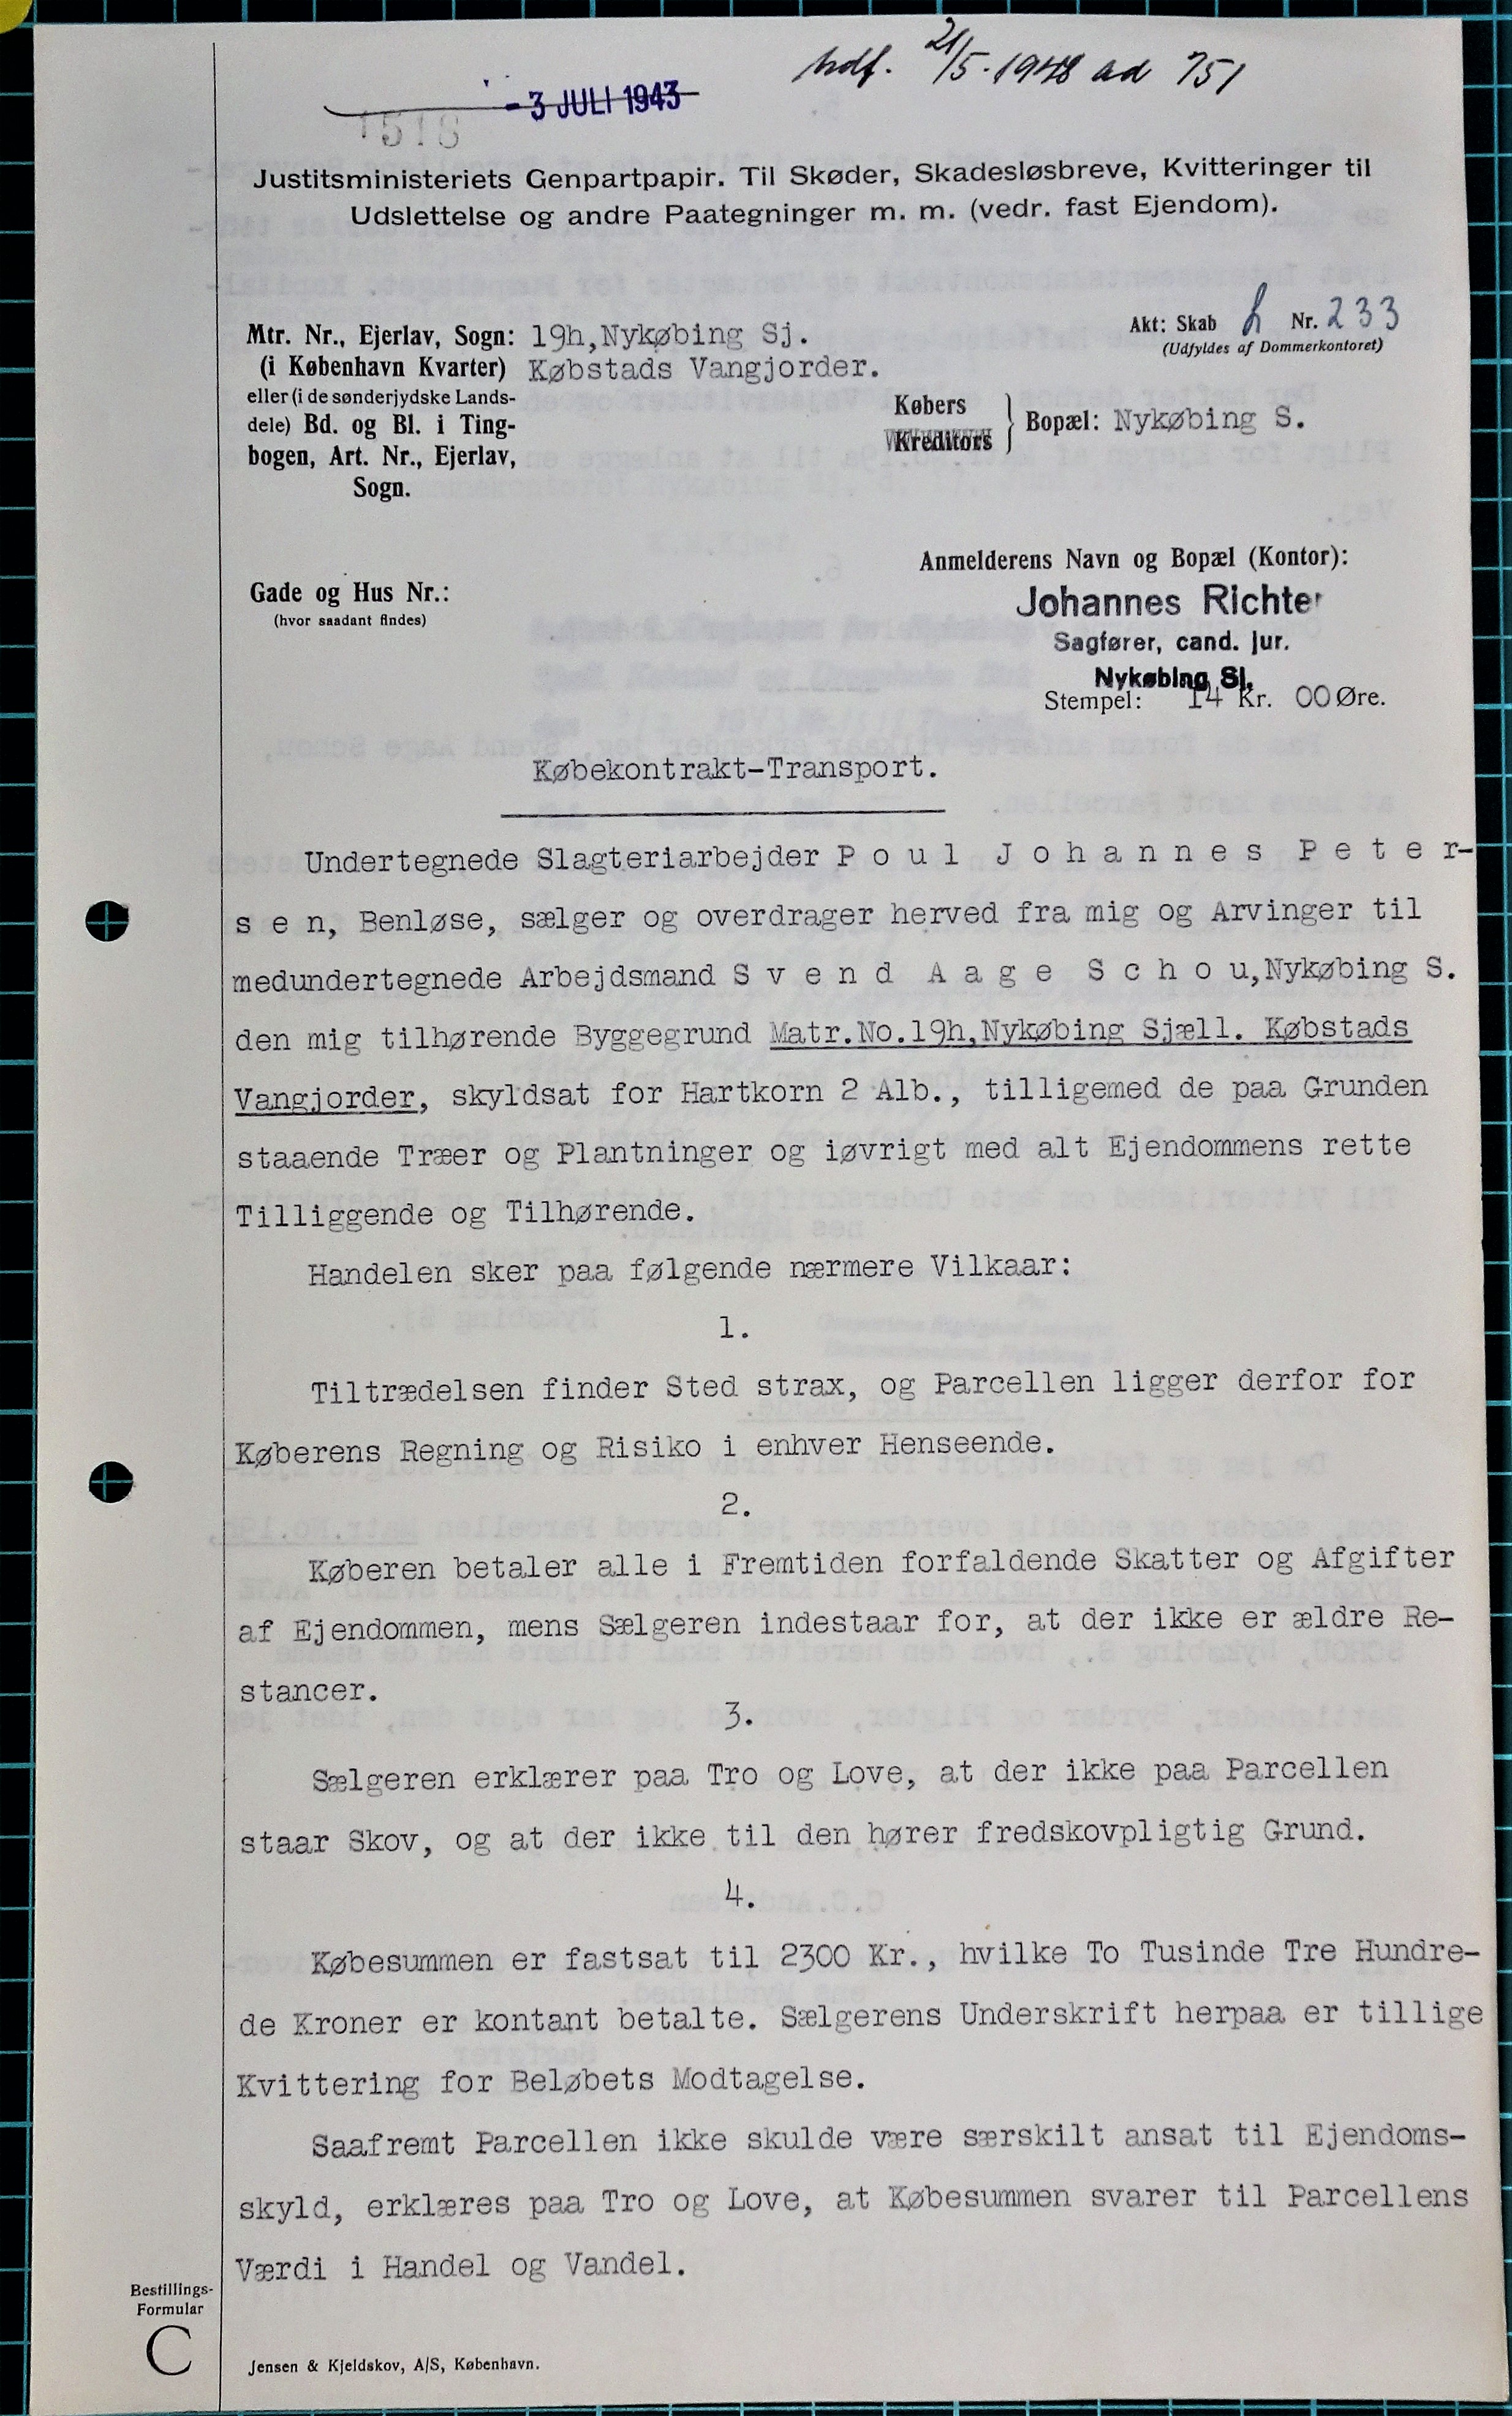 Indf. 21/5-1948 ad 751
- 3 JULI 1943
1518
Justitsministeriets Genpartpapir. Til Skøder, Skadesløsbreve, Kvitteringer til
Udslettelse og andre Paategninger m. m. (vedr. fast Ejendom).
Mtr. Nr., Ejerlav, Sogn: 19h,Nykøbing Sj.
(i København Kvarter) Købstads Vangjorder.
eller (i de sønderjydske Lands-
dele) Bd. og Bl. i Ting-
bogen, Art. Nr., Ejerlav,
Sogn.
Akt: Skab h Nr. 233
(Udfyldes af Dommerkontoret)
Købers
Kreditors
Bopæl: Nykøbing S.
Gade og Hus Nr.:
(hvor saadant findes)
Anmelderens Navn og Bopæl (Kontor):
Johannes Richter
Sagfører, cand. jur.
Nykøbing Sj.
Stempel: 14 Kr. 00 Øre.
Købekontrakt-Transport.
Undertegnede Slagteriarbejder P o u l J o h a n n e s P e t e r-
s e n, Benløse, sælger og overdrager herved fra mig og Arvinger til
medundertegnede Arbejdsmand S v e n d A a g e S c h o u,Nykøbing S.
den mig tilhørende Byggegrund Matr.No.19h,Nykøbing Sjæll. Købstads
Vangjorder, skyldsat for Hartkorn 2 Alb., tilligemed de paa Grunden
staaende Træer og Plantninger og iøvrigt med alt Ejendommens rette
Tilliggende og Tilhørende.
Handelen sker paa følgende nærmere Vilkaar:
1.
Tiltrædelsen finder Sted strax, og Parcellen ligger derfor for
Køberens Regning og Risiko i enhver Henseende.
2.
Køberen betaler alle i Fremtiden forfaldende Skatter og Afgifter
af Ejendommen, mens Sælgeren indestaar for, at der ikke er ældre Re-
stancer.
3.
Sælgeren erklærer paa Tro og Love, at der ikke paa Parcellen
staar Skov, og at der ikke til den hører fredskovpligtig Grund.
4.
Købesummen er fastsat til 2300 Kr., hvilke To Tusinde Tre Hundre-
de Kroner er kontant betalte. Sælgerens Underskrift herpaa er tillige
Kvittering for Beløbets Modtagelse.
Saafremt Parcellen ikke skulde være særskilt ansat til Ejendoms-
skyld, erklæres paa Tro og Love, at Købesummen svarer til Parcellens
Værdi i Handel og Vandel.
Bestillings-
Formular
C
Jensen & Kjeldskov, A/S, København.